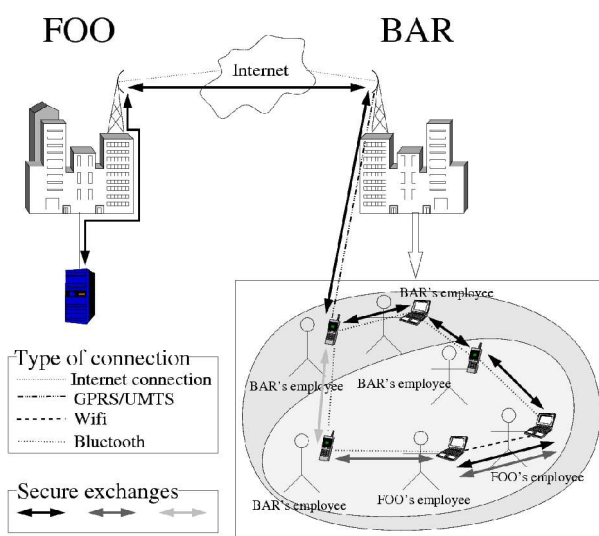 FOO
BAR
Internet
BAR's employee
BAR's employee
BAR's employee
BAR's employee
FOO's employee
FOO's employee
Type of connection
Internet connection
GPRS/UMTS
Wifi
Bluetooth
Secure exchanges